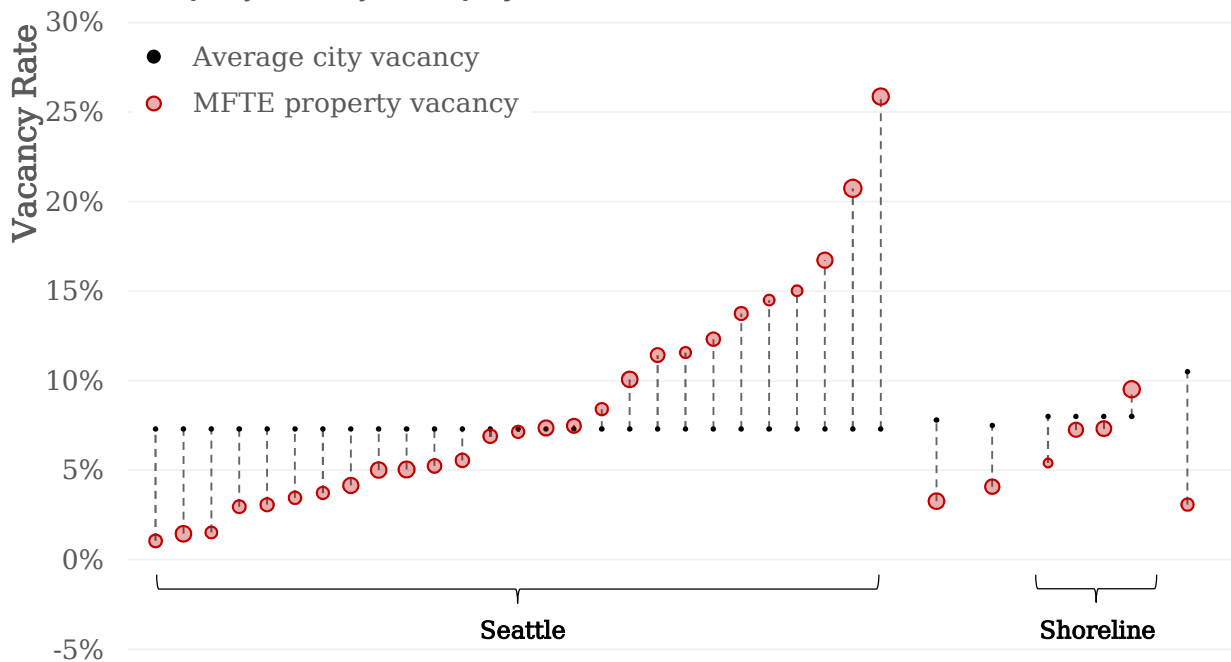 30%
Average city vacancy
MFTE property vacancy
Vacancy Rate
25%
20%
15%
10%
5%
0%
Seattle
Shoreline
-5%